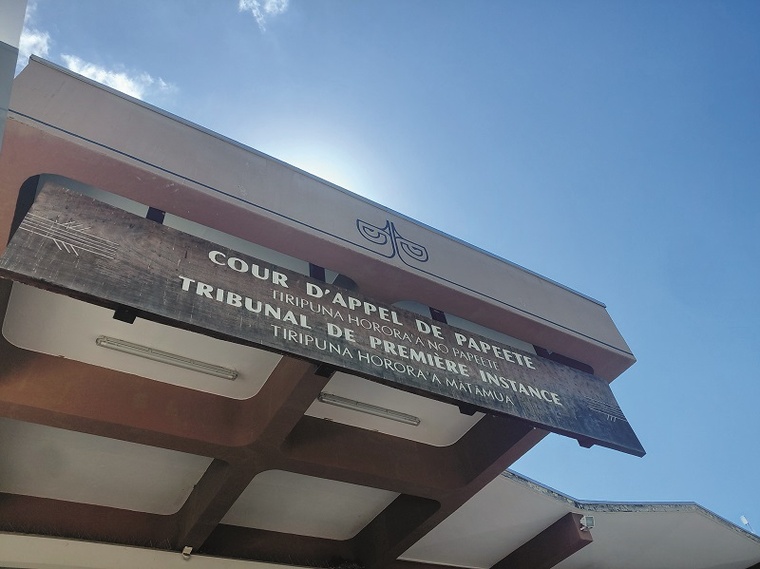 COUR D'APPEL DE PAPEETE
TIRIPUNA HORORA'A NO PAPEETE
TRIBUNAL DE PREMIÈRE INSTANCE
TIRIPUNA HORORA'A MATAMUA